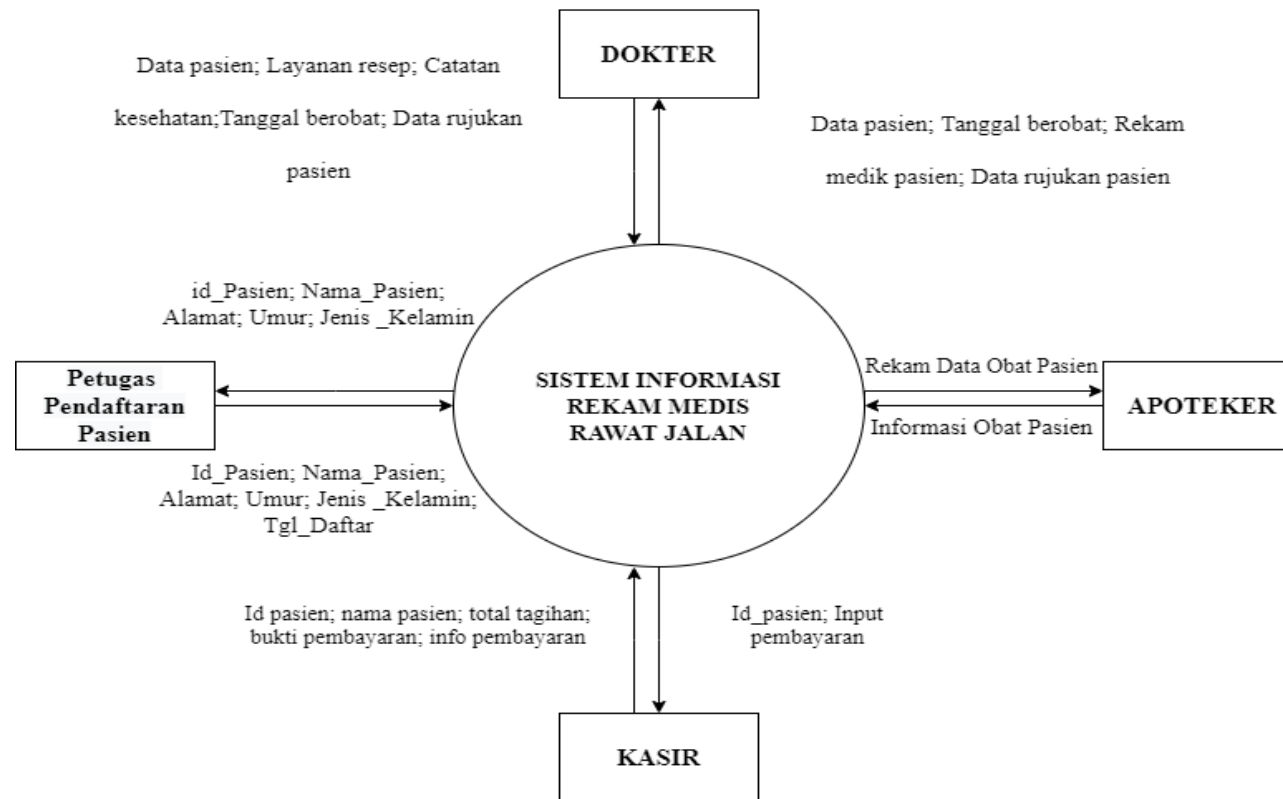 DOKTER
Data pasien; Layanan resep; Catatan
kesehatan;Tanggal berobat; Data rujukan
pasien
Data pasien; Tanggal berobat; Rekam
medik pasien; Data rujukan pasien
id_Pasien; Nama_Pasien;
Alamat; Umur; Jenis _Kelamin
Petugas
Pendaftaran
Pasien
SISTEM INFORMASI
REKAM MEDIS
RAWAT JALAN
Rekam Data Obat Pasien
Informasi Obat Pasien
APOTEKER
Id_Pasien; Nama_Pasien;
Alamat; Umur; Jenis _Kelamin;
Tgl_Daftar
Id pasien; nama pasien; total tagihan;
bukti pembayaran; info pembayaran
Id_pasien; Input
pembayaran
KASIR